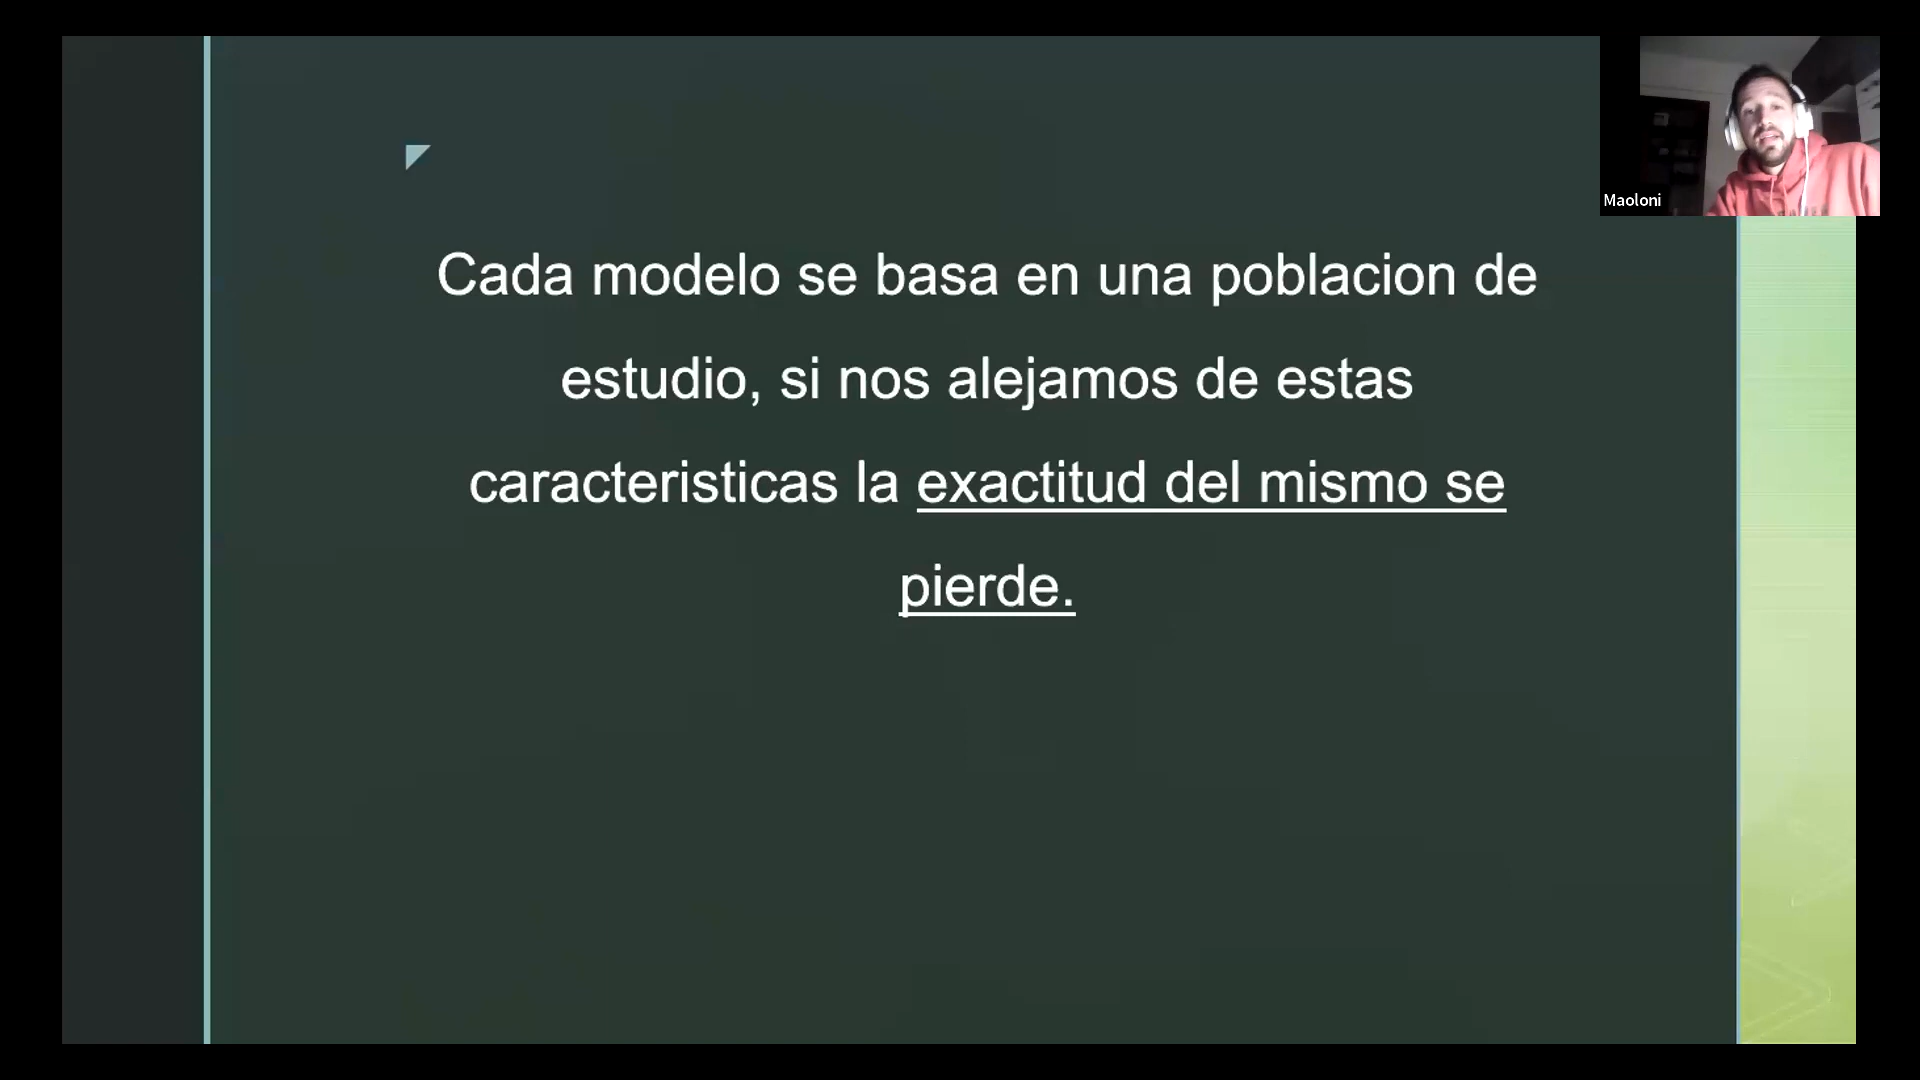 Cada modelo se basa en una poblacion de
estudio, si nos alejamos de estas
caracteristicas la exactitud del mismo se
pierde.
Maoloni